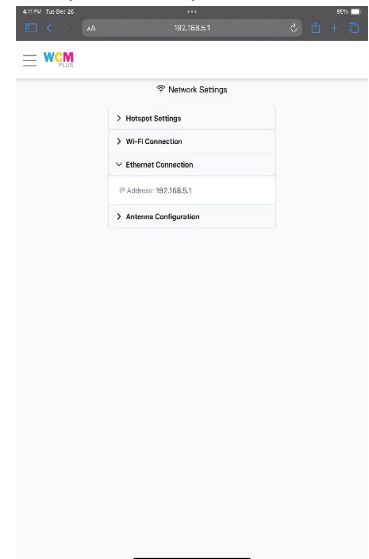 4:11 PM Tue Dec 26
90%
AA
192.168.5.1
WCM
PLUS
Network Settings
Hotspot Settings
Wi-Fi Connection
Ethernet Connection
IP Address: 192.168.5.1
Antenna Configuration